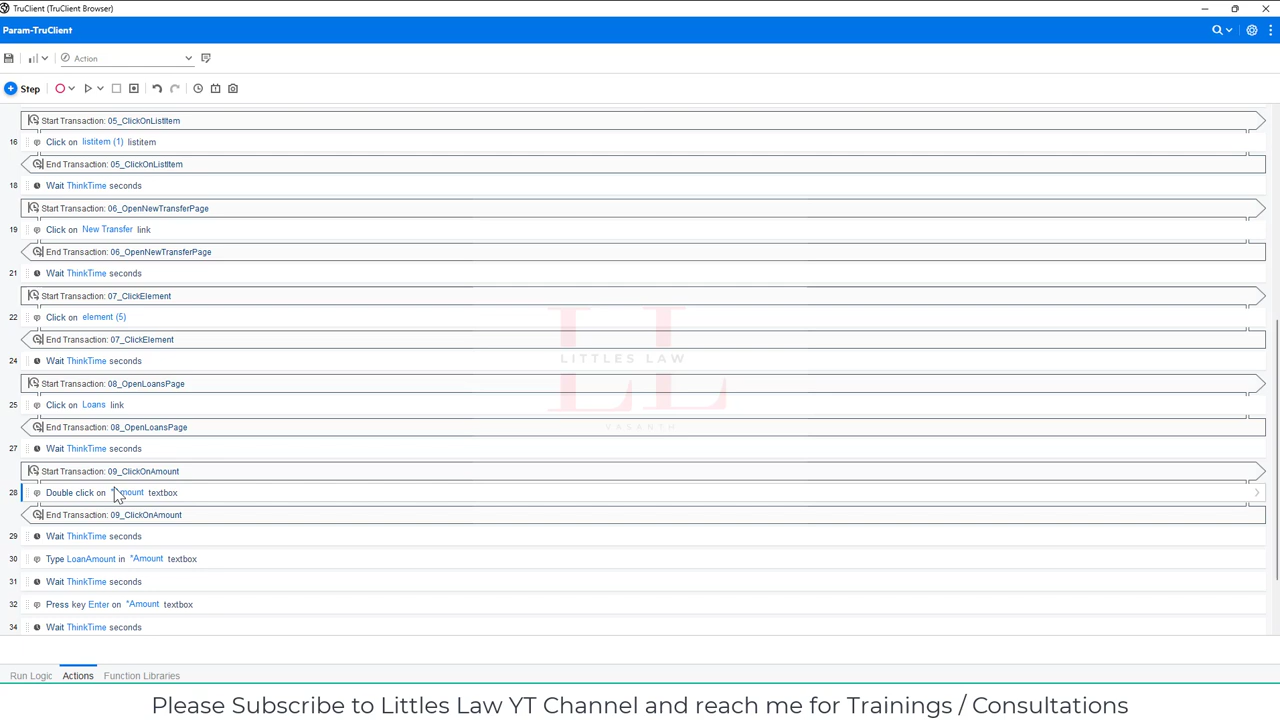 TruClient (TruClient Browser)
Param-TruClient
Action
Step
Start Transaction: 05_ClickOnListItem
16 Click on listitem (1) listitem
End Transaction: 05_ClickOnListItem
18 Wait ThinkTime seconds
Start Transaction: 06_OpenNewTransferPage
19 Click on New Transfer link
End Transaction: 06_OpenNewTransferPage
21 Wait ThinkTime seconds
Start Transaction: 07_ClickElement
22 Click on element (5)
End Transaction: 07_ClickElement
24 Wait ThinkTime seconds
Start Transaction: 08_OpenLoansPage
25 Click on Loans link
End Transaction: 08_OpenLoansPage
27 Wait ThinkTime seconds
Start Transaction: 09_ClickOnAmount
28 Double click on *Amount textbox
End Transaction: 09_ClickOnAmount
29 Wait ThinkTime seconds
30 Type LoanAmount in *Amount textbox
31 Wait ThinkTime seconds
32 Press key Enter on *Amount textbox
34 Wait ThinkTime seconds
LITTLES LAW
LL
VASANTH
Run Logic Actions Function Libraries
Please Subscribe to Littles Law YT Channel and reach me for Trainings / Consultations